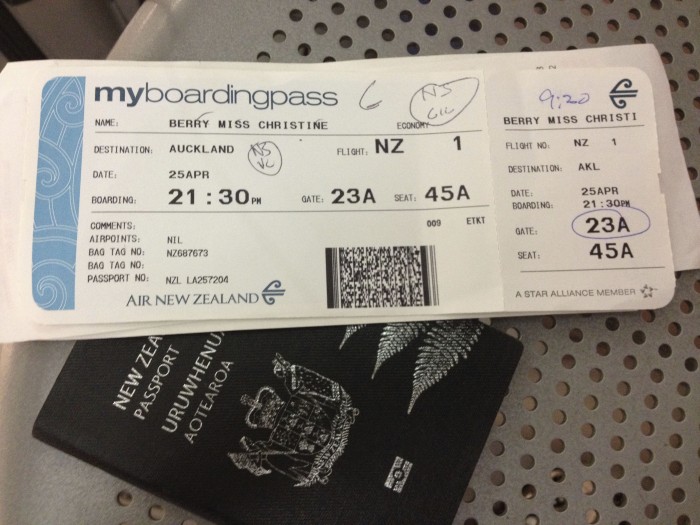 myboardingpass
NAME: BERRY MISS CHRISTINE ECONOMY
DESTINATION: AUCKLAND FLIGHT: NZ 1
DATE: 25APR
BOARDING: 21:30PM GATE: 23A SEAT: 45A
COMMENTS: 009 ETKT
AIRPOINTS: NIL
BAG TAG NO: NZ687673
BAG TAG NO:
PASSPORT NO: NZL LA257204
AIR NEW ZEALAND
9:20
BERRY MISS CHRISTI
FLIGHT NO: NZ 1
DESTINATION: AKL
DATE: 25APR
BOARDING: 21:30PM
GATE: 23A
SEAT: 45A
A STAR ALLIANCE MEMBER
NEW ZEA
PASSPORT
URUWHENU
AOTEAROA